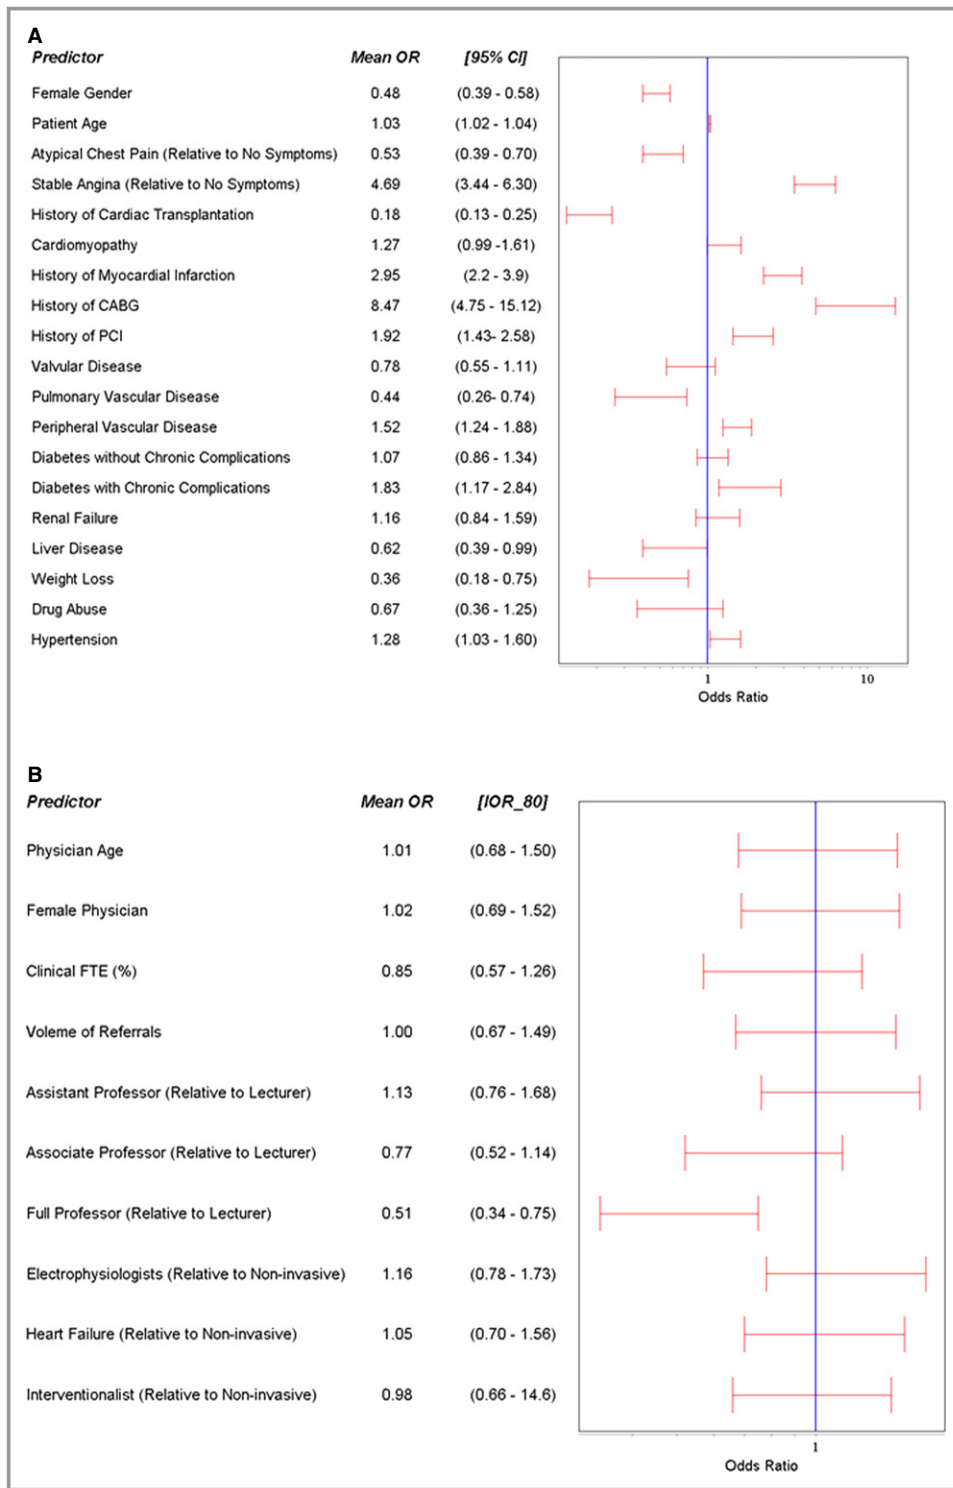 A
Predictor Mean OR [95% CI]
Female Gender 0.48 (0.39 - 0.58)
Patient Age 1.03 (1.02 - 1.04)
Atypical Chest Pain (Relative to No Symptoms) 0.53 (0.39 - 0.70)
Stable Angina (Relative to No Symptoms) 4.69 (3.44 - 6.30)
History of Cardiac Transplantation 0.18 (0.13 - 0.25)
Cardiomyopathy 1.27 (0.99 -1.61)
History of Myocardial Infarction 2.95 (2.2 - 3.9)
History of CABG 8.47 (4.75 - 15.12)
History of PCI 1.92 (1.43- 2.58)
Valvular Disease 0.78 (0.55 - 1.11)
Pulmonary Vascular Disease 0.44 (0.26- 0.74)
Peripheral Vascular Disease 1.52 (1.24 - 1.88)
Diabetes without Chronic Complications 1.07 (0.86 - 1.34)
Diabetes with Chronic Complications 1.83 (1.17 - 2.84)
Renal Failure 1.16 (0.84 - 1.59)
Liver Disease 0.62 (0.39 - 0.99)
Weight Loss 0.36 (0.18 - 0.75)
Drug Abuse 0.67 (0.36 - 1.25)
Hypertension 1.28 (1.03 - 1.60)
1 10
Odds Ratio
B
Predictor Mean OR [IOR_80]
Physician Age 1.01 (0.68 - 1.50)
Female Physician 1.02 (0.69 - 1.52)
Clinical FTE (%) 0.85 (0.57 - 1.26)
Voleme of Referrals 1.00 (0.67 - 1.49)
Assistant Professor (Relative to Lecturer) 1.13 (0.76 - 1.68)
Associate Professor (Relative to Lecturer) 0.77 (0.52 - 1.14)
Full Professor (Relative to Lecturer) 0.51 (0.34 - 0.75)
Electrophysiologists (Relative to Non-invasive) 1.16 (0.78 - 1.73)
Heart Failure (Relative to Non-invasive) 1.05 (0.70 - 1.56)
Interventionalist (Relative to Non-invasive) 0.98 (0.66 - 14.6)
1
Odds Ratio